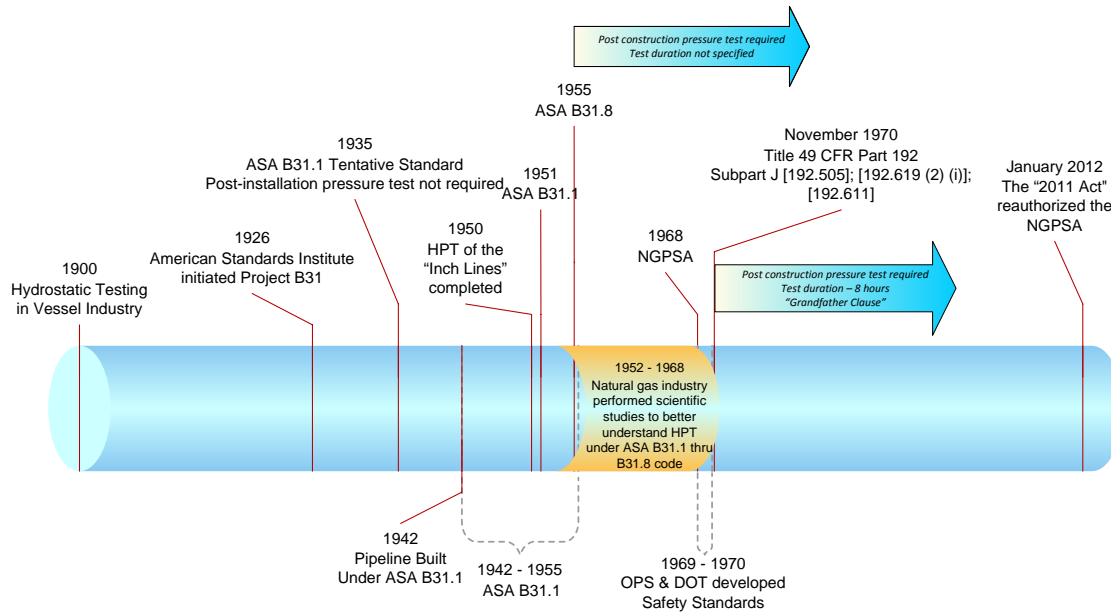 Post construction pressure test required
Test duration not specified
1955
ASA B31.8
November 1970
Title 49 CFR Part 192
Subpart J [192.505]; [192.619 (2) (i)];
[192.611]
1935
ASA B31.1 Tentative Standard
Post-installation pressure test not required
1951
ASA B31.1
January 2012
The “2011 Act”
reauthorized the
NGPSA
1926
American Standards Institute
initiated Project B31
1950
HPT of the
“Inch Lines”
completed
1968
NGPSA
1900
Hydrostatic Testing
in Vessel Industry
Post construction pressure test required
Test duration – 8 hours
“Grandfather Clause”
1952 - 1968
Natural gas industry
performed scientific
studies to better
understand HPT
under ASA B31.1 thru
B31.8 code
1942
Pipeline Built
Under ASA B31.1
1942 - 1955
ASA B31.1
1969 - 1970
OPS & DOT developed
Safety Standards